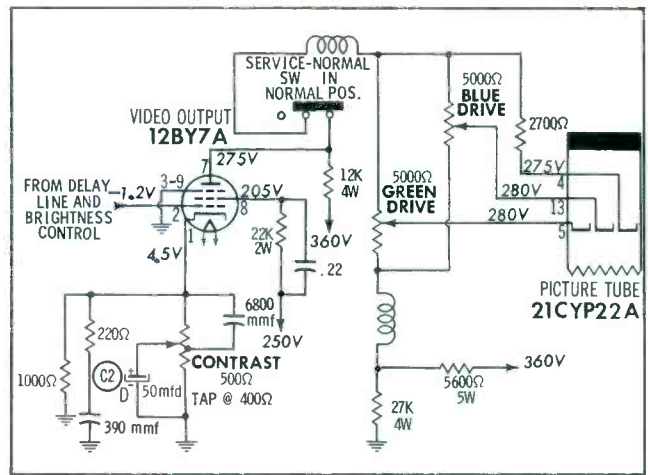 SERVICE-NORMAL
SW IN
NORMAL POS.
VIDEO OUTPUT
12BY7A
7
275V
3-9
FROM DELAY
LINE AND
BRIGHTNESS
CONTROL
-1.2V
2
1
8
205V
4.5V
12K
4W
360V
22K
2W
.22
250V
5000Ω
BLUE
DRIVE
2700Ω
5000Ω
GREEN
DRIVE
275V
4
280V
13
280V
5
PICTURE TUBE
21CYP22A
6800
mmf
220Ω
1000Ω
C2
+
D-
50mfd
CONTRAST
500Ω
TAP @ 400Ω
390 mmf
5600Ω
5W
360V
27K
4W